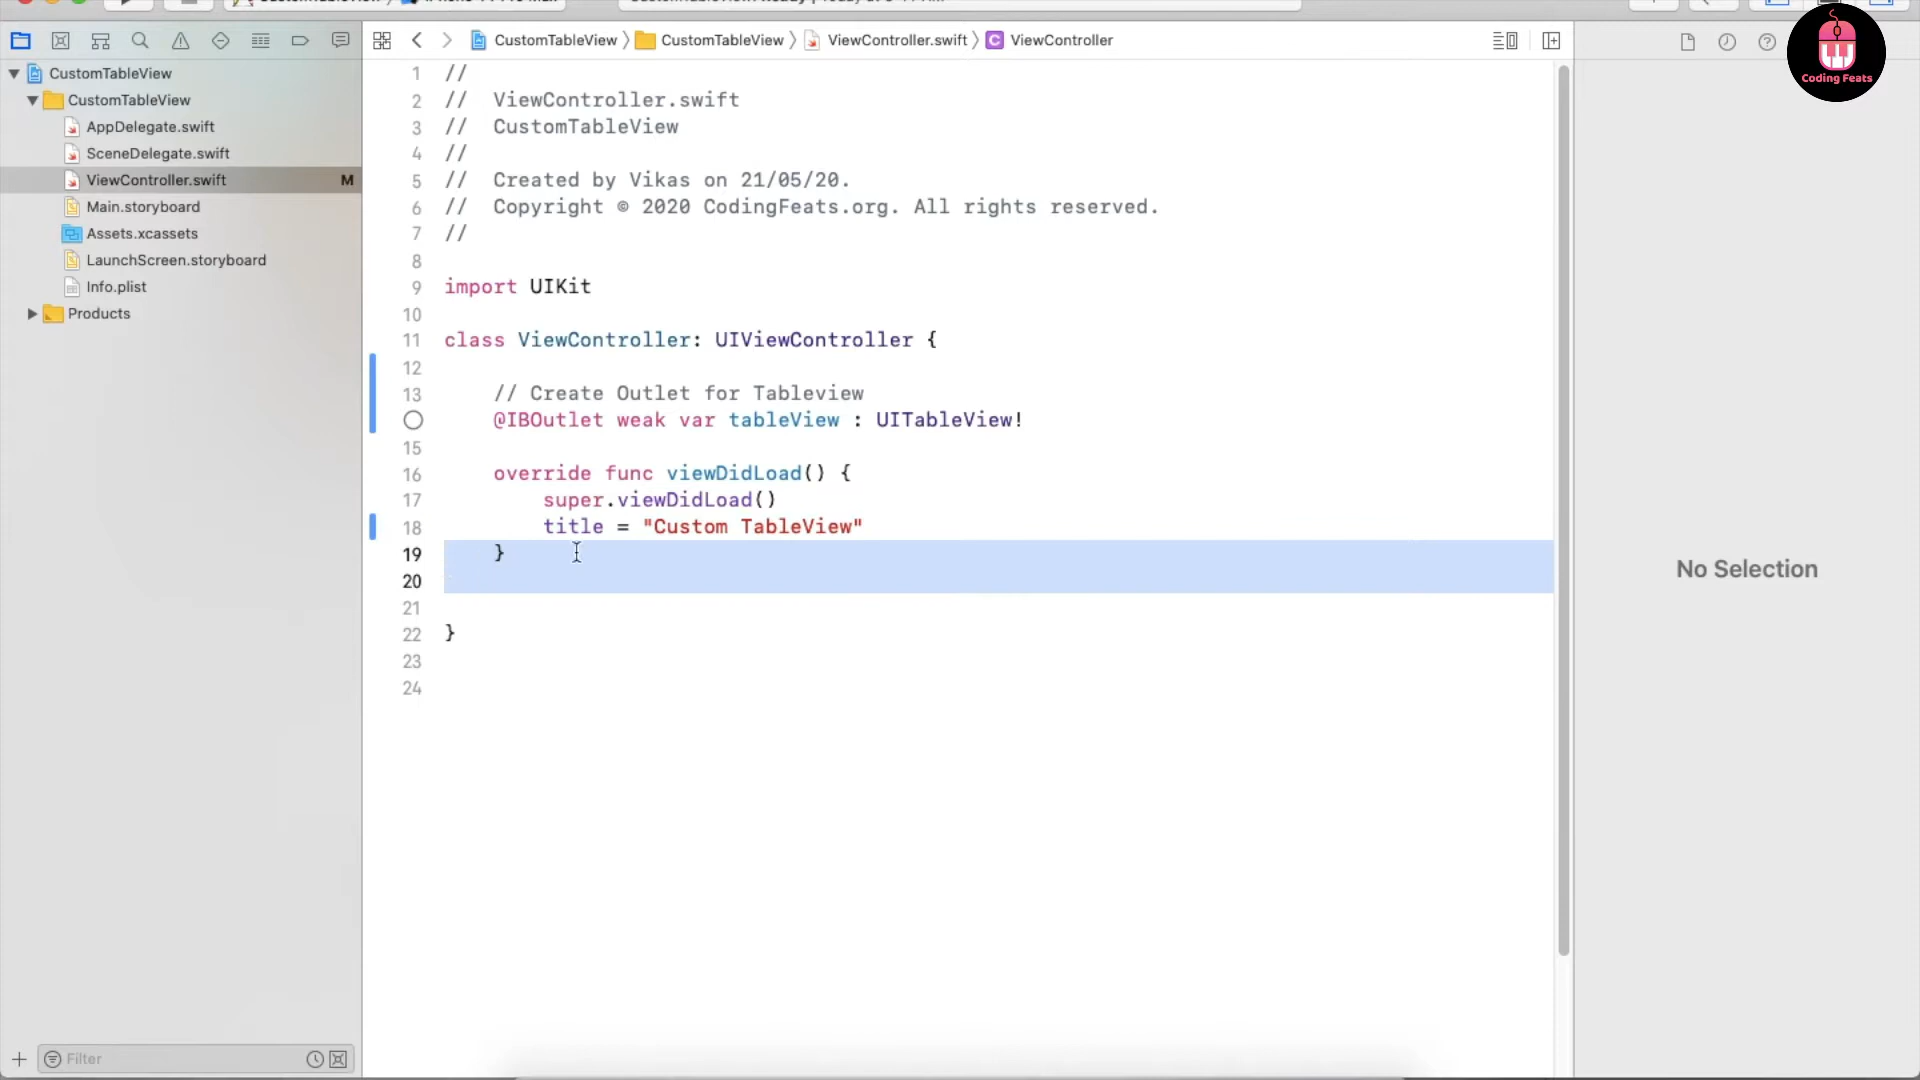 CustomTableView
CustomTableView
AppDelegate.swift
SceneDelegate.swift
ViewController.swift M
Main.storyboard
Assets.xcassets
LaunchScreen.storyboard
Info.plist
Products
Filter
CustomTableView CustomTableView ViewController.swift C ViewController
1 //
2 //  ViewController.swift
3 //  CustomTableView
4 //
5 //  Created by Vikas on 21/05/20.
6 //  Copyright © 2020 CodingFeats.org. All rights reserved.
7 //
8
9 import UIKit
10
11 class ViewController: UIViewController {
12
13     // Create Outlet for Tableview
@IBOutlet weak var tableView : UITableView!
15
16     override func viewDidLoad() {
17         super.viewDidLoad()
18         title = "Custom TableView"
19     }
20
21
22 }
23
24
No Selection
Coding Feats